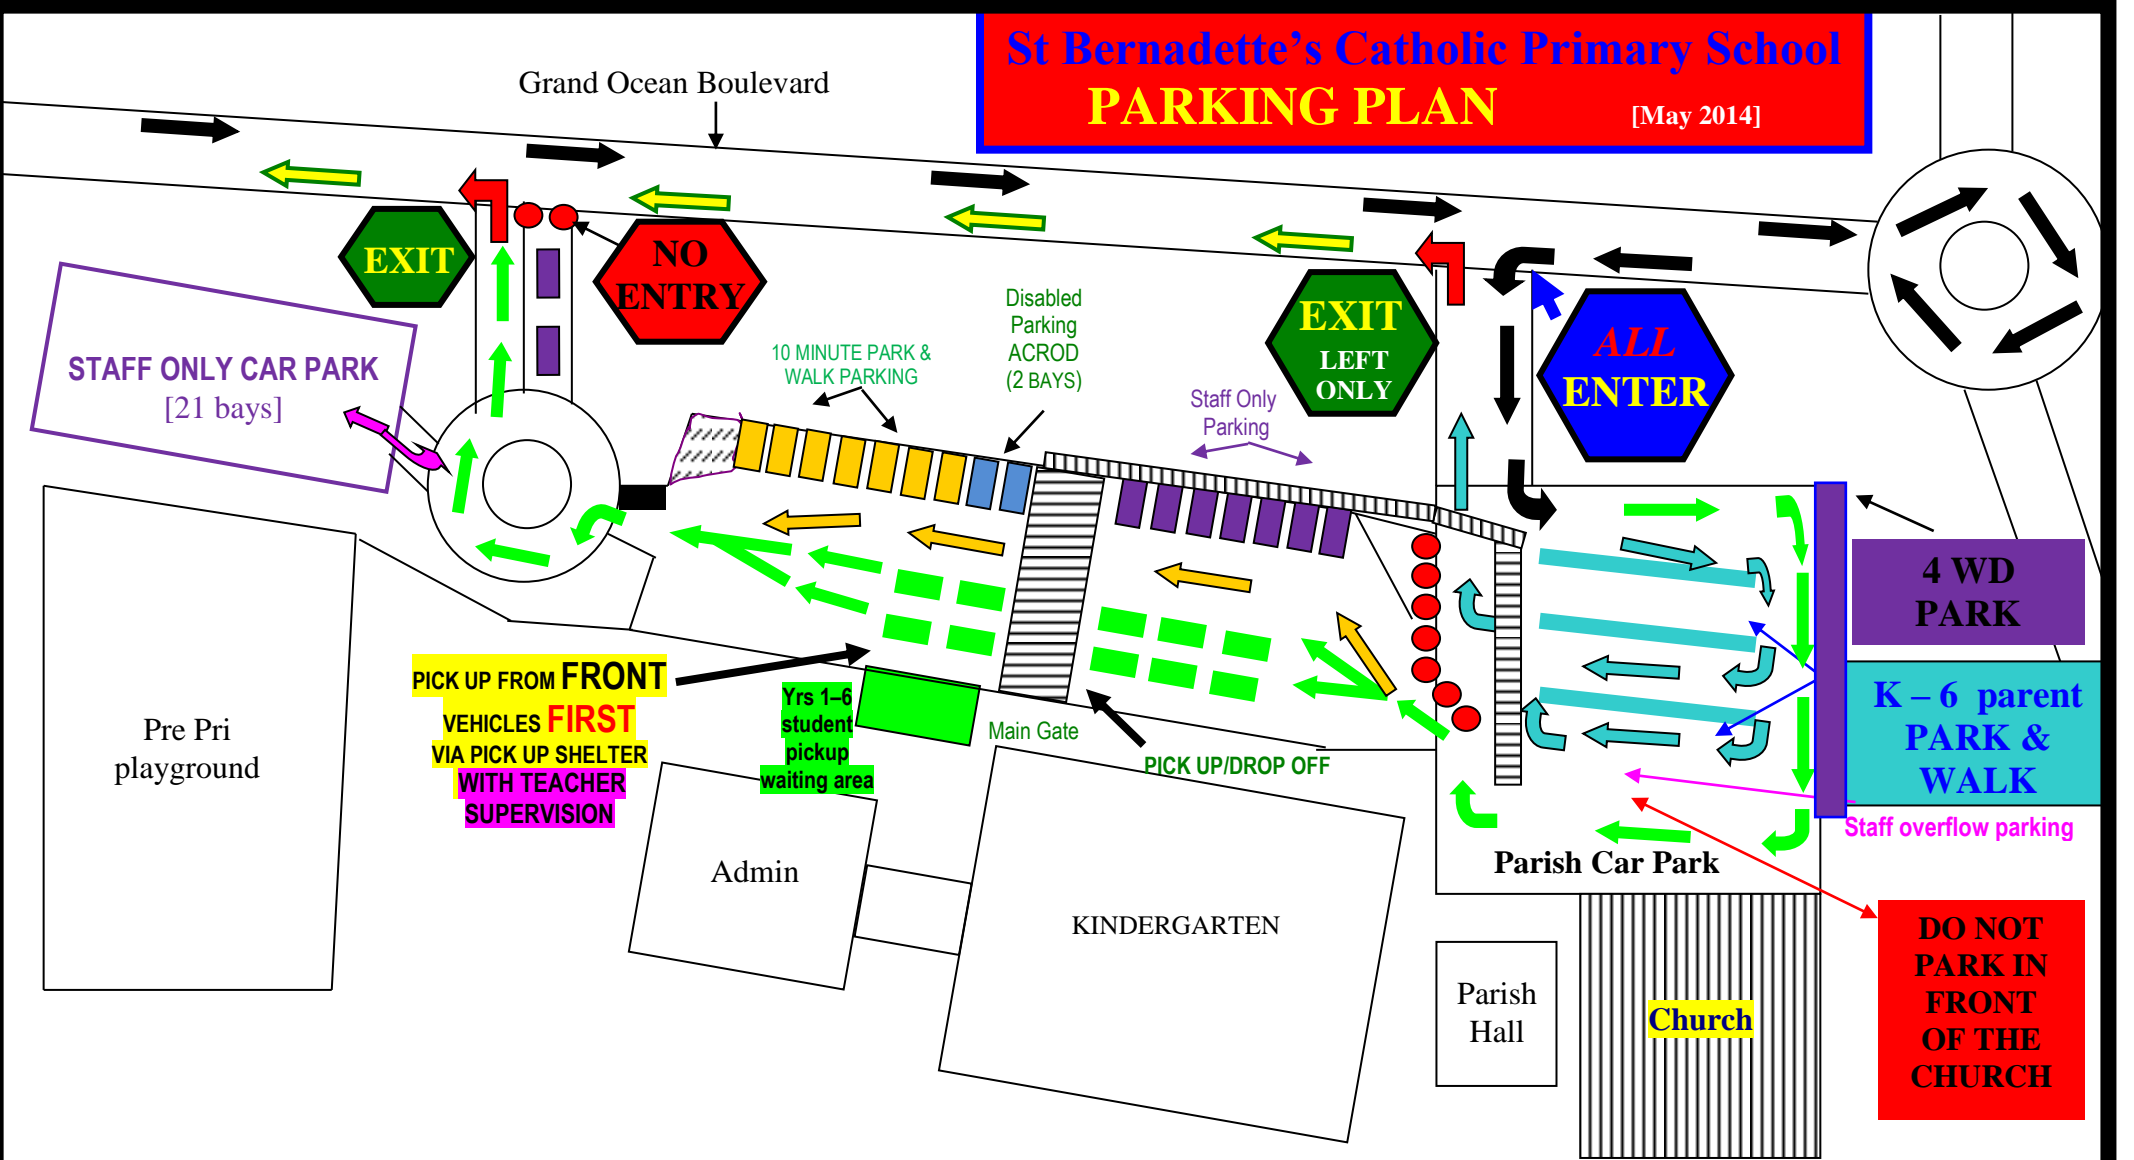 St Bernadette’s Catholic Primary School
PARKING PLAN [May 2014]
Grand Ocean Boulevard
EXIT
NO
ENTRY
STAFF ONLY CAR PARK
[21 bays]
10 MINUTE PARK &
WALK PARKING
Disabled
Parking
ACROD
(2 BAYS)
Staff Only
Parking
EXIT
LEFT
ONLY
ALL
ENTER
4 WD
PARK
K – 6 parent
PARK &
WALK
Staff overflow parking
PICK UP FROM FRONT
VEHICLES FIRST
VIA PICK UP SHELTER
WITH TEACHER
SUPERVISION
Yrs 1–6
student
pickup
waiting area
Main Gate
PICK UP/DROP OFF
Pre Pri
playground
Admin
KINDERGARTEN
Parish Car Park
Parish
Hall
Church
DO NOT
PARK IN
FRONT
OF THE
CHURCH